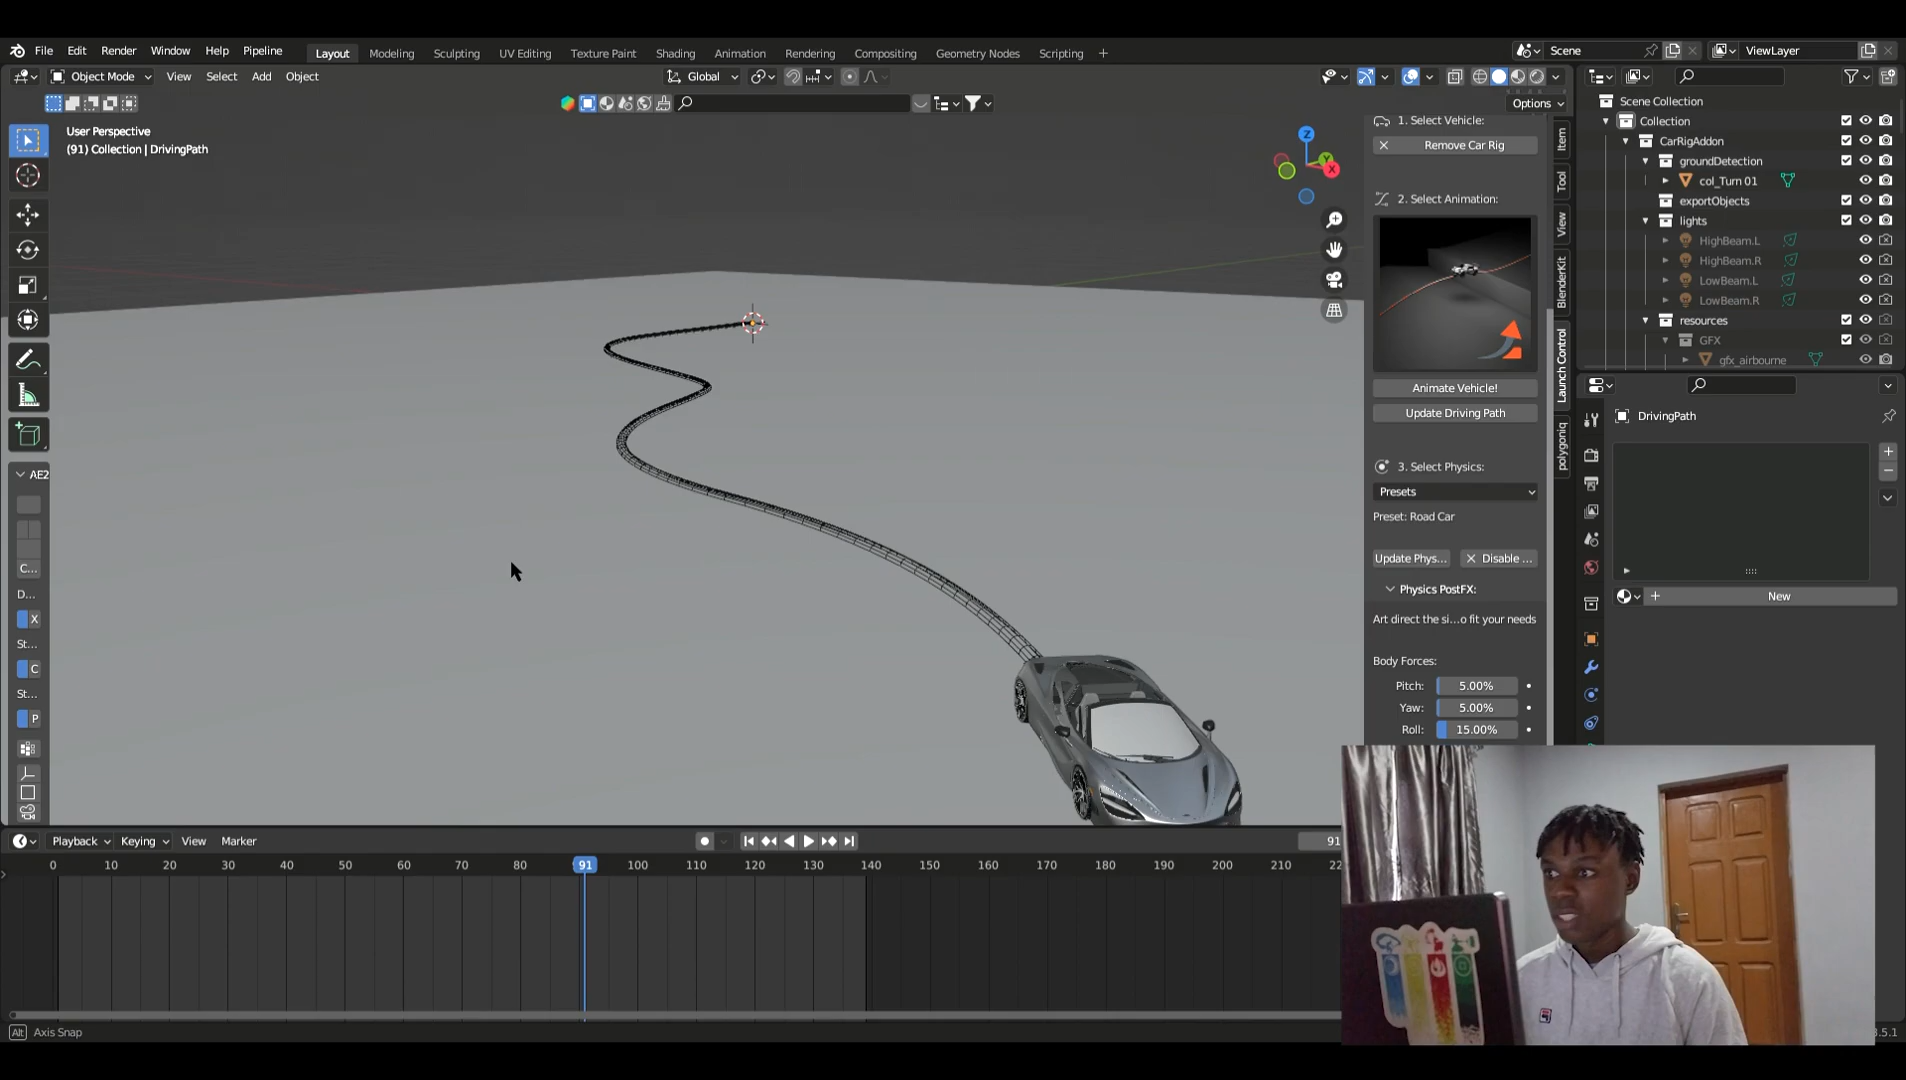 File Edit Render Window Help Pipeline Layout Modeling Sculpting UV Editing Texture Paint Shading Animation Rendering Compositing Geometry Nodes Scripting + Scene ViewLayer
Object Mode View Select Add Object Global
Options
User Perspective
(91) Collection | DrivingPath
Z
Y
X
1. Select Vehicle:
Remove Car Rig
2. Select Animation:
Animate Vehicle!
Update Driving Path
3. Select Physics:
Presets
Preset: Road Car
Update Phys... Disable ...
Physics PostFX:
Art direct the si...o fit your needs
Body Forces:
Pitch: 5.00%
Yaw: 5.00%
Roll: 15.00%
Item
Tool
View
BlenderKit
Launch Control
polygoniq
Scene Collection
Collection
CarRigAddon
groundDetection
col_Turn 01
exportObjects
lights
HighBeam.L
HighBeam.R
LowBeam.L
LowBeam.R
resources
GFX
gfx_airbourne
DrivingPath
New
AE2
C...
D...
X
St...
C
St...
P
Playback Keying View Marker 91
0 10 20 30 40 50 60 70 80 91 100 110 120 130 140 150 160 170 180 190 200 210 22
Alt Axis Snap
.5.1